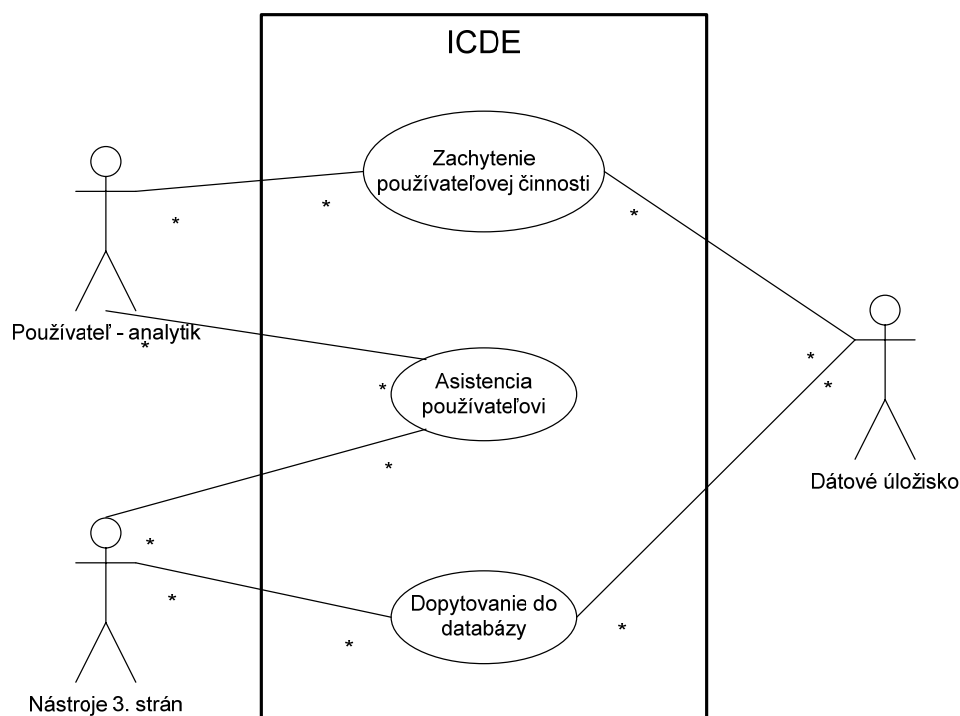 ICDE
Zachytenie
používateľovej činnosti
*
*
*
Používateľ - analytik
*
Asistencia
používateľovi
*
*
*
*
Dátové úložisko
*
*
Dopytovanie do
databázy
*
*
*
Nástroje 3. strán